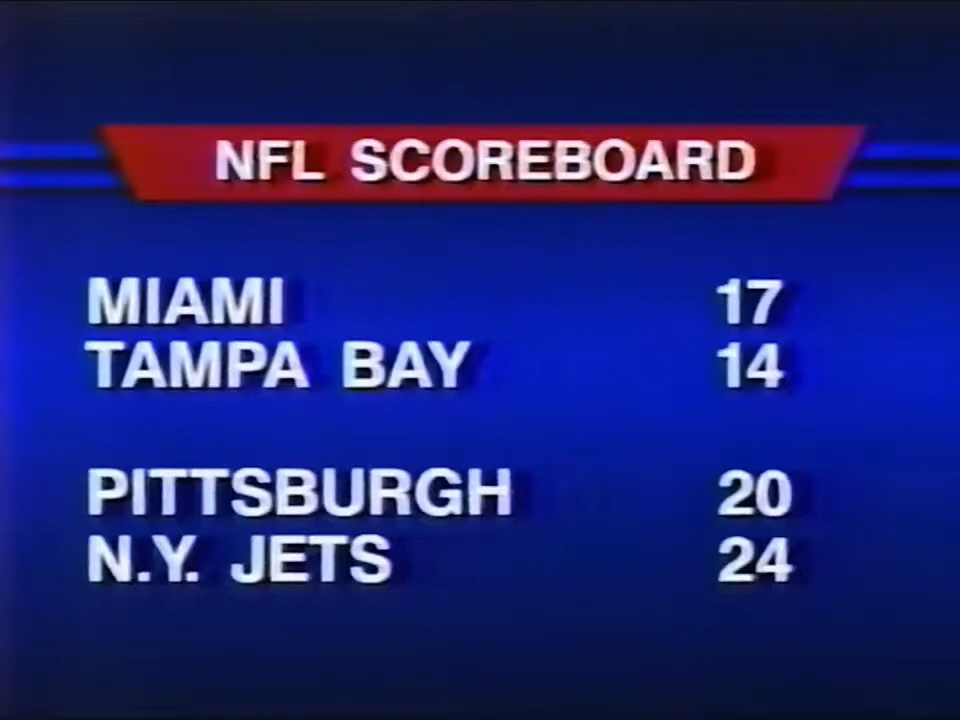 NFL SCOREBOARD
MIAMI 17
TAMPA BAY 14
PITTSBURGH 20
N.Y. JETS 24